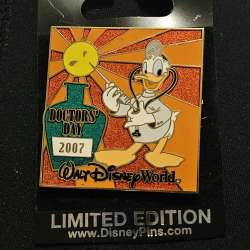 DOCTORS'
DAY
2007
WALT DISNEY World
LIMITED EDITION
www.DisneyPins.com